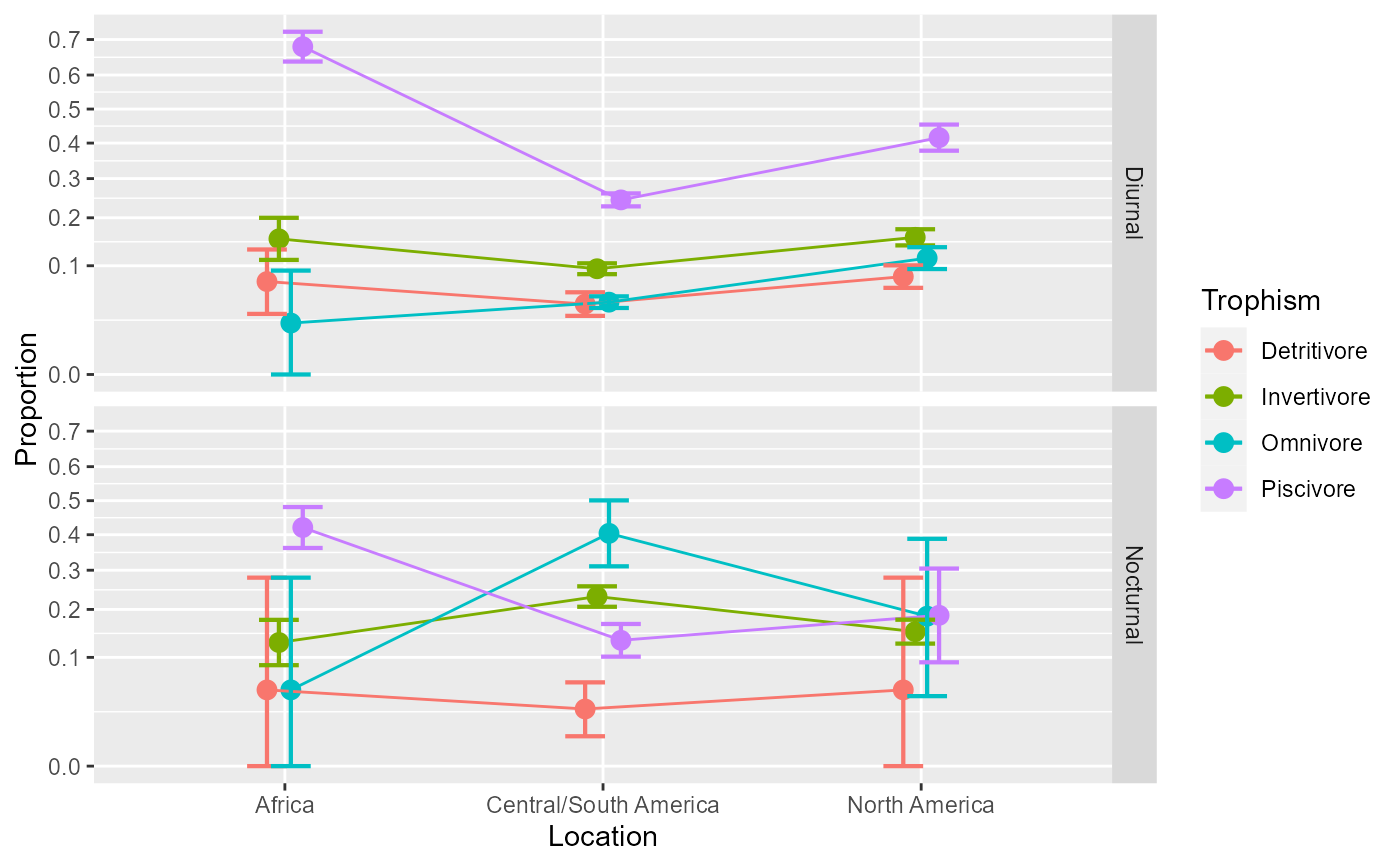 0.7
0.6
0.5
0.4
0.3
0.2
0.1
0.0
Diurnal
0.7
0.6
0.5
0.4
0.3
0.2
0.1
0.0
Nocturnal
Proportion
Africa
Central/South America
North America
Location
Trophism
Detritivore
Invertivore
Omnivore
Piscivore